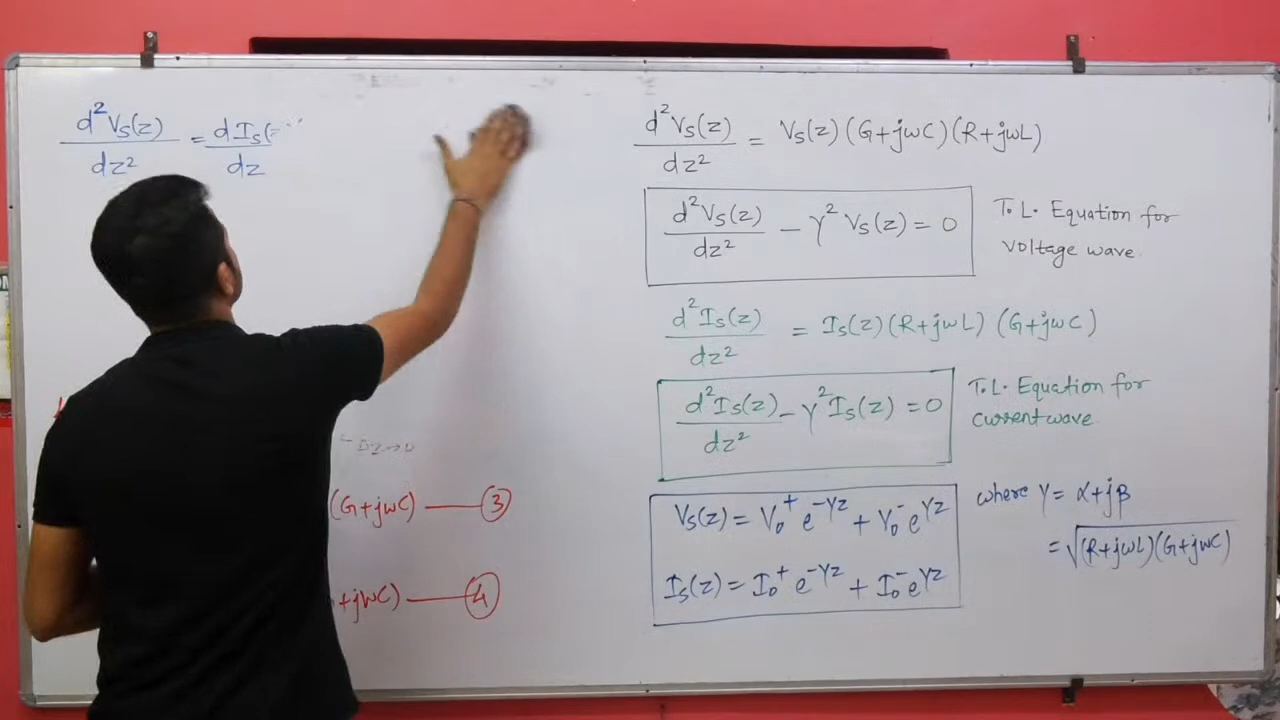 d²Vs(z)/dz² = dIs(z)/dz
Δz→0
(G+jωC) —— ③
+jωC) —— ④
d²Vs(z)/dz² = Vs(z)(G+jωC)(R+jωL)
d²Vs(z)/dz² − γ² Vs(z) = 0
T.L. Equation for
voltage wave.
d²Is(z)/dz² = Is(z)(R+jωL) (G+jωC)
d²Is(z)/dz² − γ² Is(z) = 0
T.L. Equation for
current wave
Vs(z) = V₀⁺ e^−γz + V₀⁻ e^γz
Is(z) = I₀⁺ e^−γz + I₀⁻ e^γz
where γ = α+jβ
= √(R+jωL)(G+jωC)